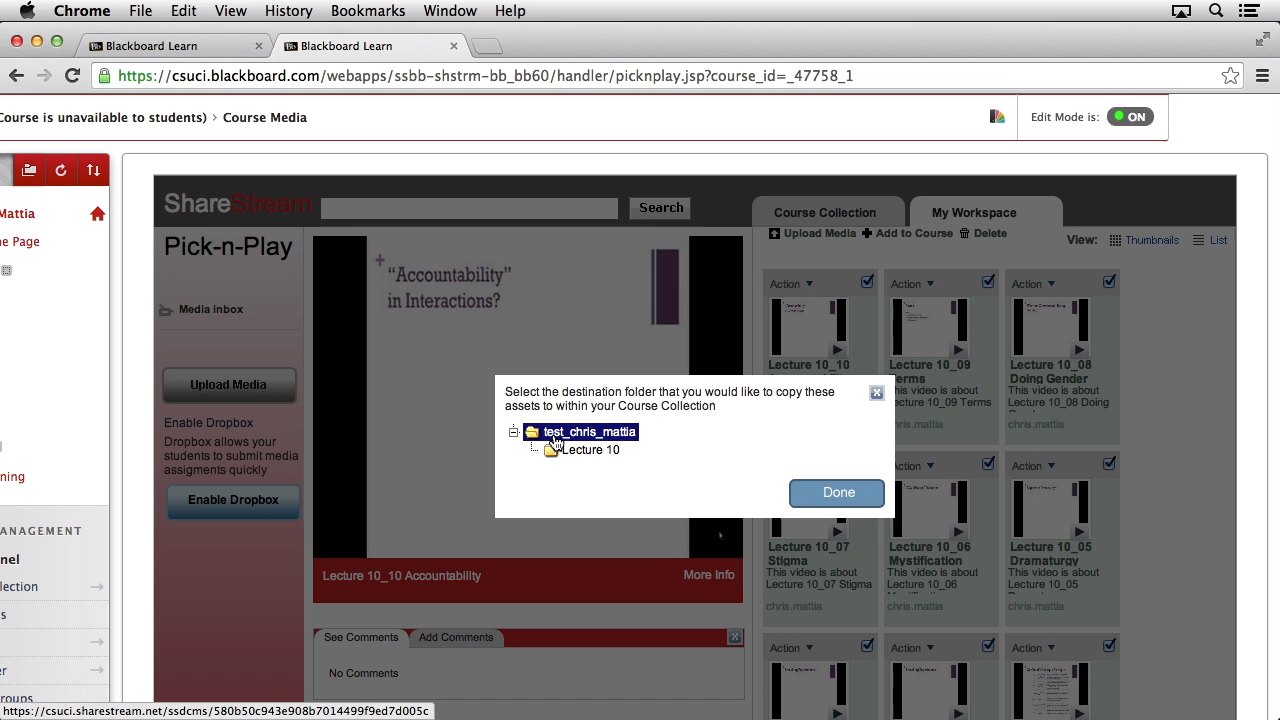 Chrome File Edit View History Bookmarks Window Help
Blackboard Learn
Blackboard Learn
https://csuci.blackboard.com/webapps/ssbb-shstrm-bb_bb60/handler/picknplay.jsp?course_id=_47758_1
Course is unavailable to students) > Course Media
Edit Mode is: ON
ShareStream
Search
Course Collection
My Workspace
Mattia
Pick-n-Play
Upload Media Add to Course Delete
View: Thumbnails List
e Page
"Accountability"
in Interactions?
Media inbox
Action Action Action
Lecture 10_10
Lecture 10_09
Terms
Lecture 10_08
Doing Gender
This video is about
Lecture 10_08 Doing
ecture 10_09 Terms
chris.mattia
Upload Media
Enable Dropbox
Dropbox allows your
students to submit media
assigments quickly
Enable Dropbox
Select the destination folder that you would like to copy these
assets to within your Course Collection
test_chris_mattia
Lecture 10
Done
ction
Action
Lecture 10_07
Stigma
This video is about
Lecture 10_07 Stigma
chris.mattia
Lecture 10_06
Mystification
This video is about
Lecture 10_06
chris.mattia
Lecture 10_05
Dramaturgy
This video is about
Lecture 10_05
chris.mattia
ning
ANAGEMENT
nel
lection
s
er
roups
Lecture 10_10 Accountability
More Info
See Comments
Add Comments
No Comments
Action Action Action
https://csuci.sharestream.net/ssdcms/580b50c943e908b70144d56f9ed7d005c